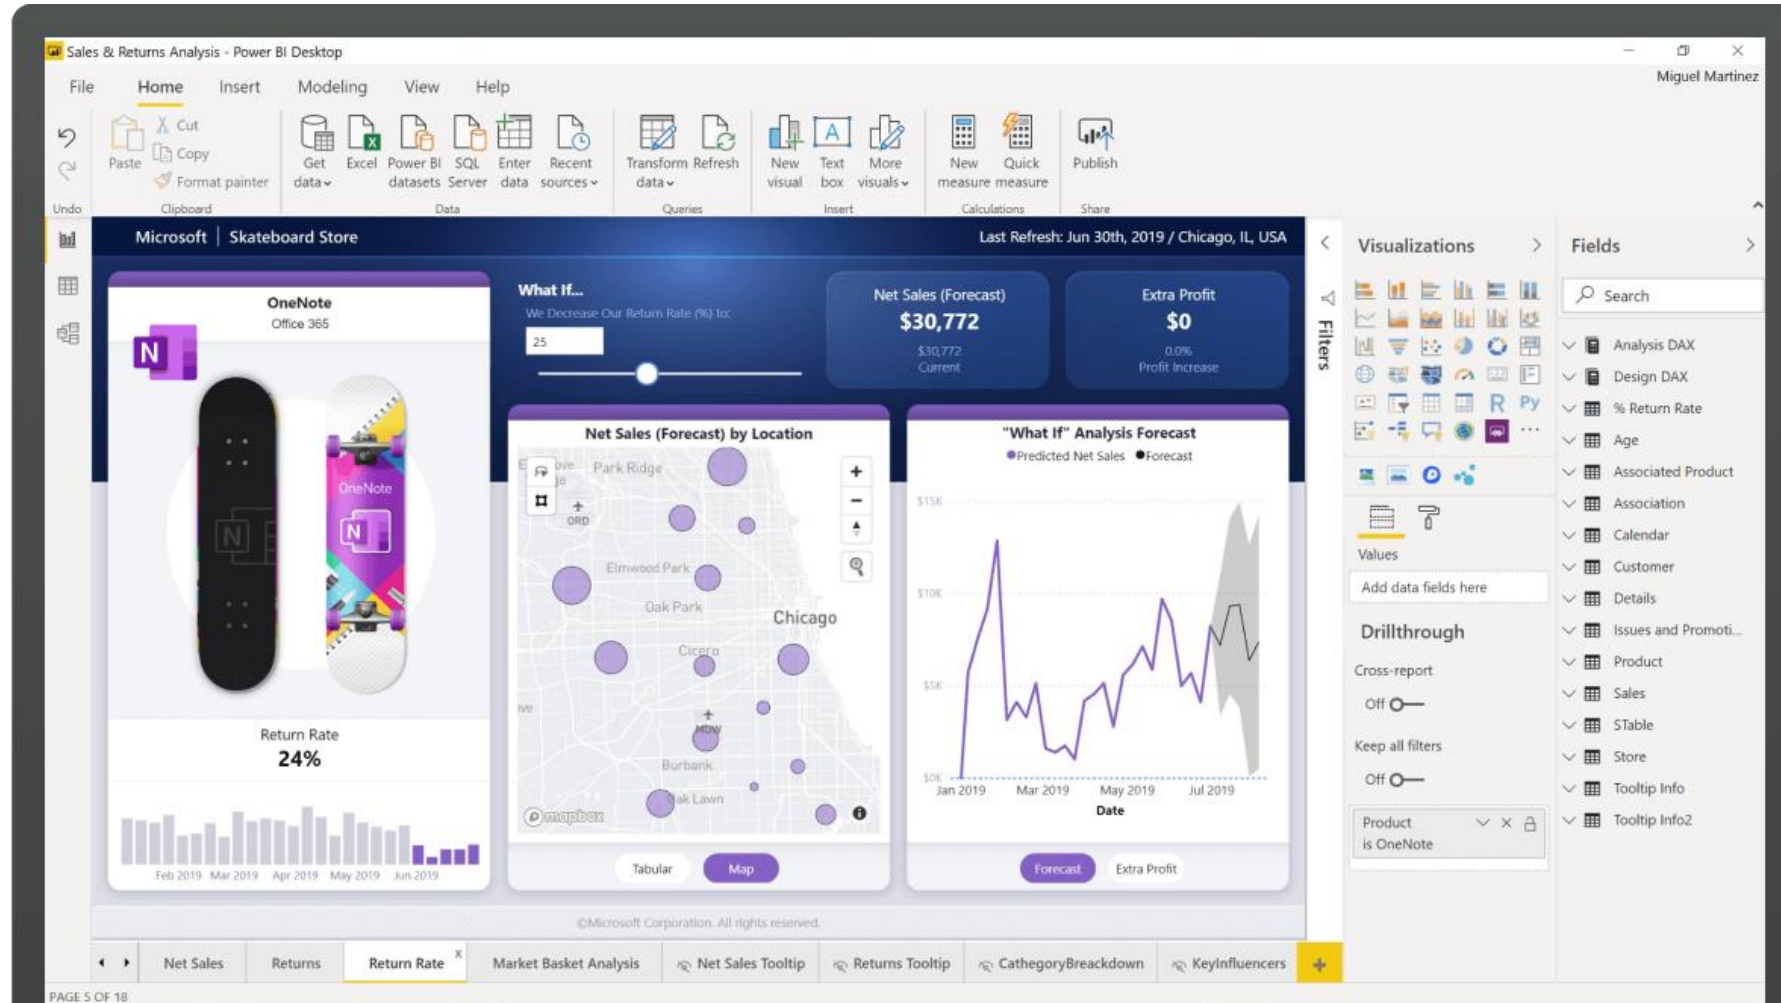 Sales & Returns Analysis - Power BI Desktop
Miguel Martinez
File Home Insert Modeling View Help
Paste
Cut
Copy
Format painter
Get data
Excel
Power BI datasets
SQL Server
Enter data
Recent sources
Transform data
Refresh
New visual
Text box
More visuals
New measure
Quick measure
Publish
Undo Clipboard Data Queries Insert Calculations Share
Microsoft | Skateboard Store
Last Refresh: Jun 30th, 2019 / Chicago, IL, USA
OneNote
Office 365
N
N
OneNote
N
Return Rate
24%
Feb 2019 Mar 2019 Apr 2019 May 2019 Jun 2019
What If...
We Decrease Our Return Rate (%) to:
25
Net Sales (Forecast)
$30,772
$30,772
Current
Extra Profit
$0
0.0%
Profit Increase
Net Sales (Forecast) by Location
Park Ridge
ORD
Elmwood Park
Oak Park
Chicago
Cicero
MDW
Burbank
Oak Lawn
mapbox
Tabular Map
"What If" Analysis Forecast
Predicted Net Sales Forecast
$15K
$10K
$5K
$0K
Jan 2019 Mar 2019 May 2019 Jul 2019
Date
Forecast Extra Profit
©Microsoft Corporation. All rights reserved.
Filters
Visualizations
R Py
Values
Add data fields here
Drillthrough
Cross-report
Off
Keep all filters
Off
Product
is OneNote
Fields
Search
Analysis DAX
Design DAX
% Return Rate
Age
Associated Product
Association
Calendar
Customer
Details
Issues and Promoti...
Product
Sales
STable
Store
Tooltip Info
Tooltip Info2
Net Sales Returns Return Rate x Market Basket Analysis Net Sales Tooltip Returns Tooltip CathegoryBreackdown KeyInfluencers +
PAGE 5 OF 18